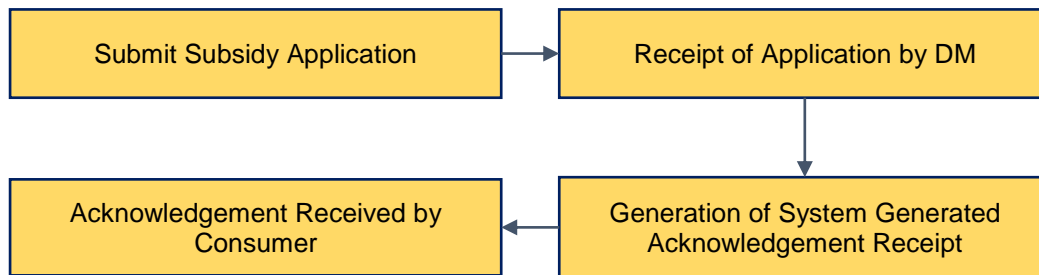 Submit Subsidy Application
Receipt of Application by DM
Acknowledgement Received by
Consumer
Generation of System Generated
Acknowledgement Receipt